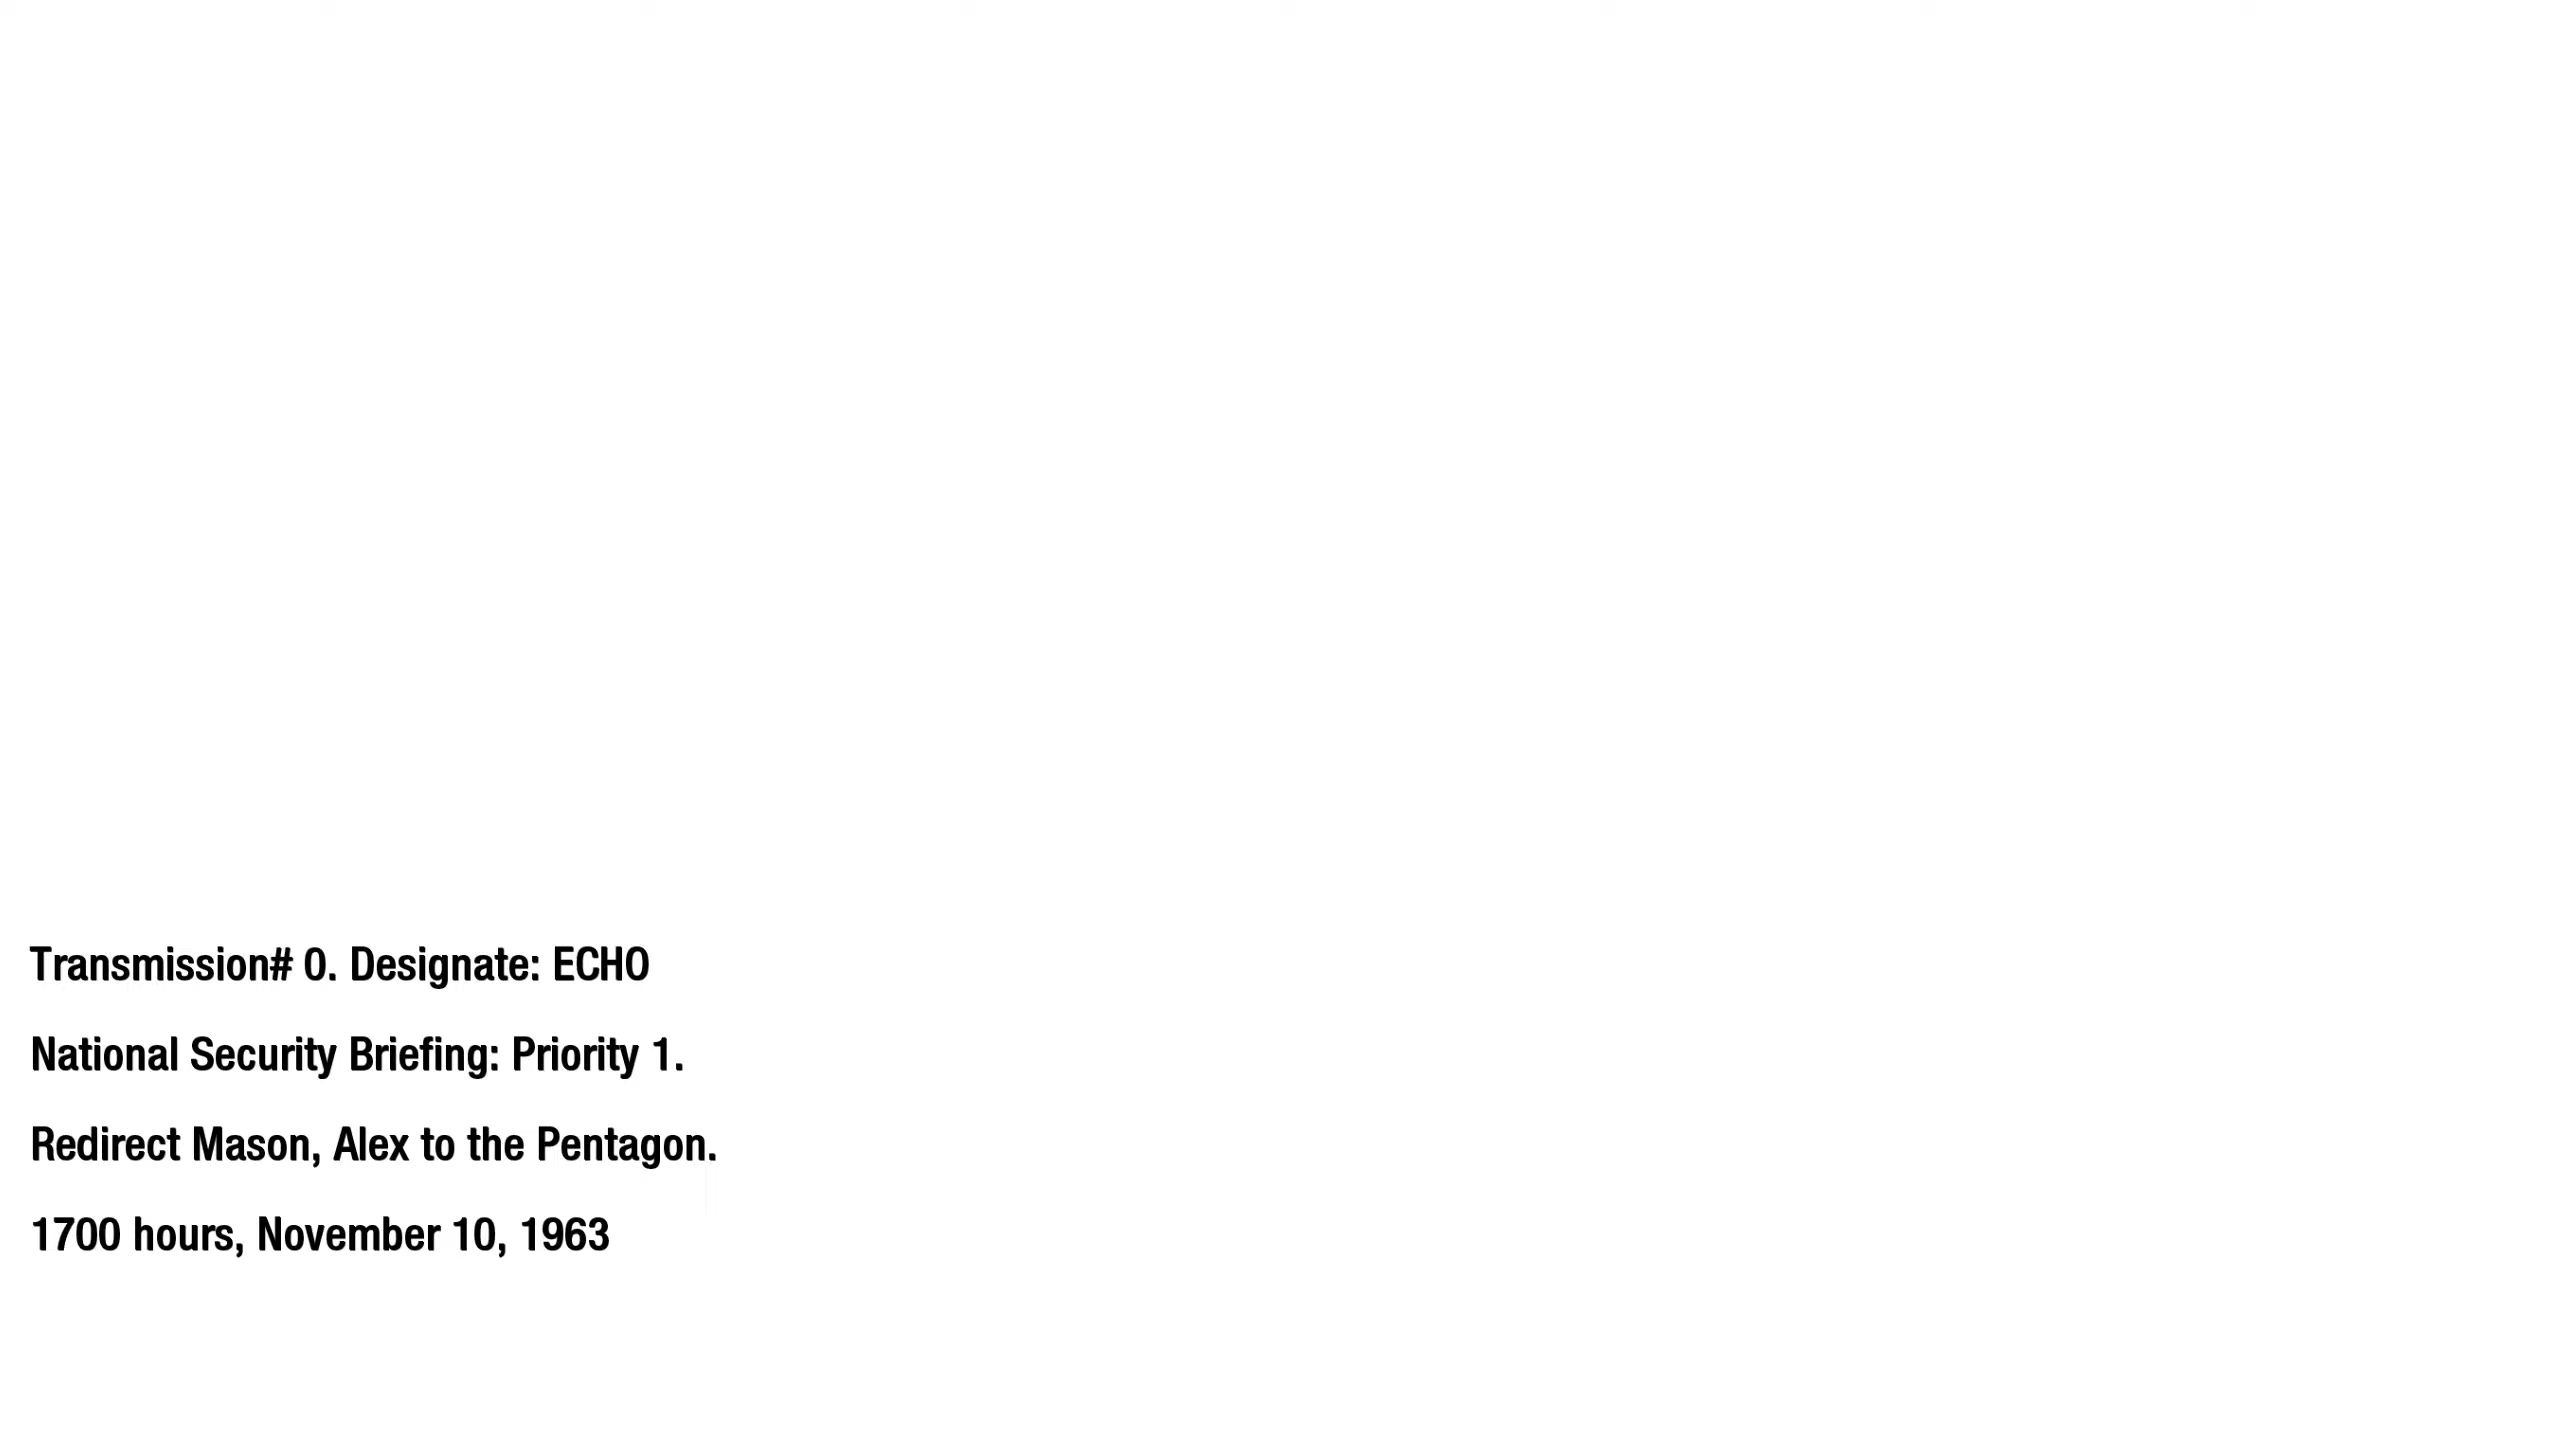 Transmission# 0. Designate: ECHO
National Security Briefing: Priority 1.
Redirect Mason, Alex to the Pentagon.
1700 hours, November 10, 1963